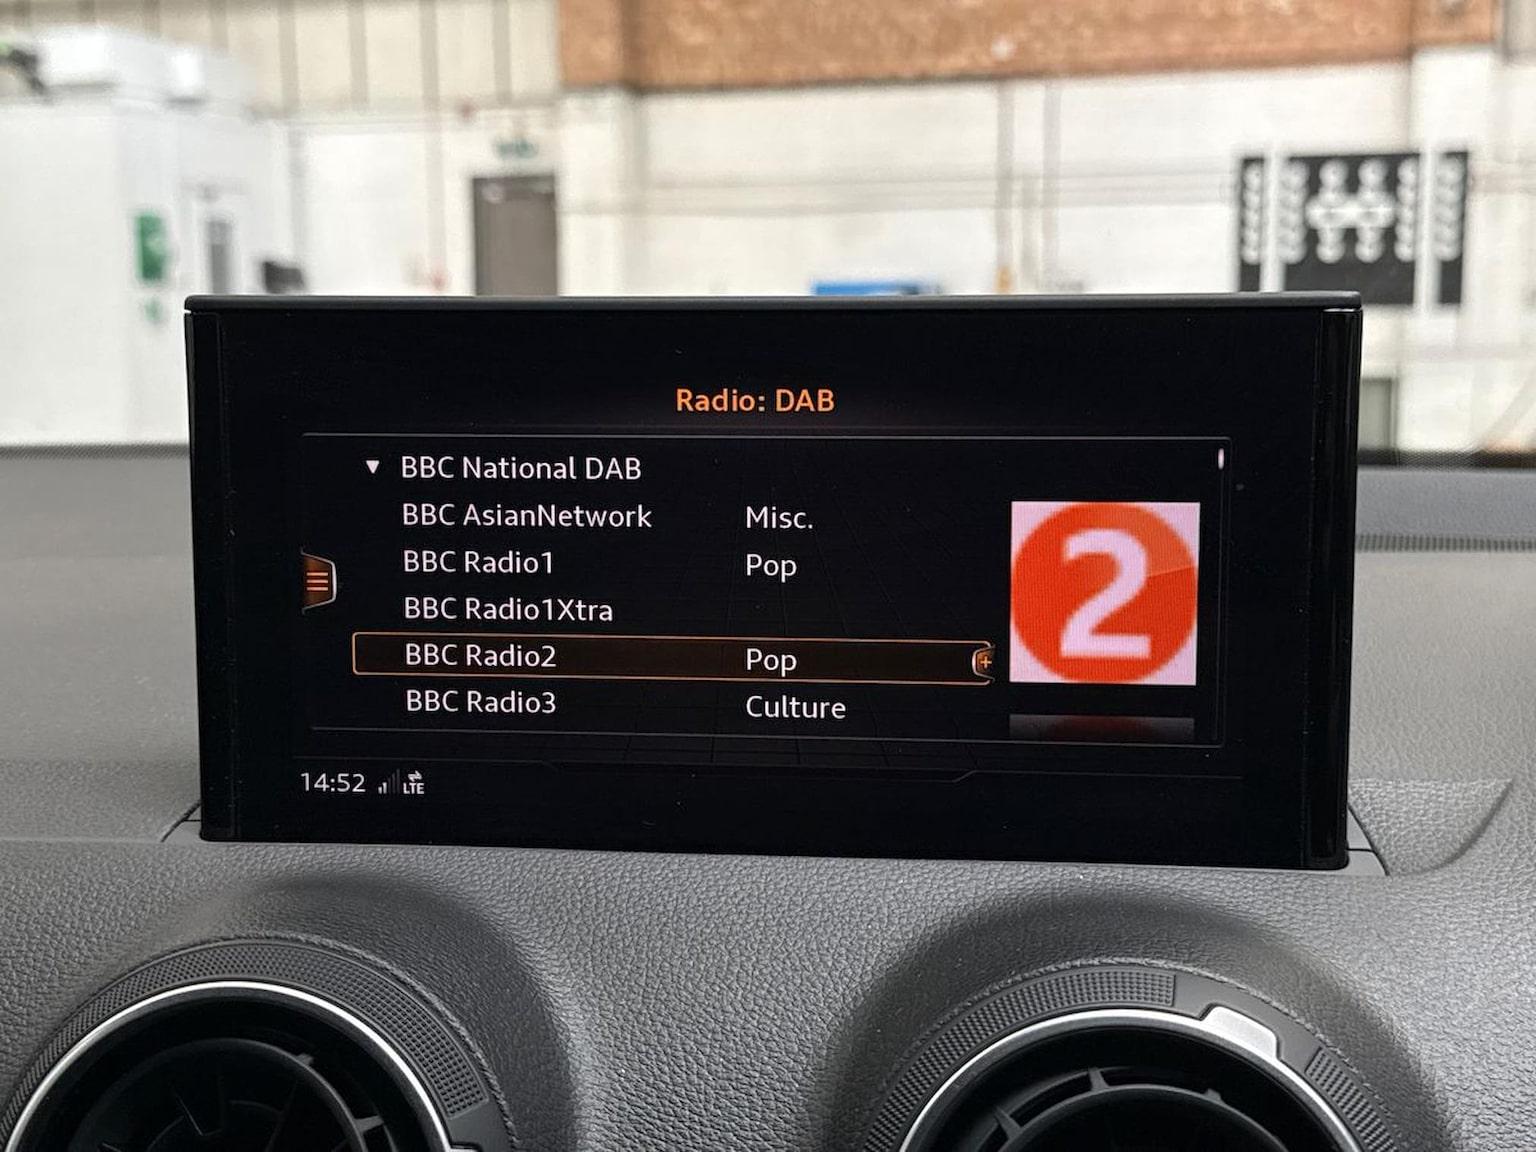 Radio: DAB
▼ BBC National DAB
BBC AsianNetwork Misc.
BBC Radio1 Pop
BBC Radio1Xtra
BBC Radio2 Pop
BBC Radio3 Culture
2
14:52 LTE